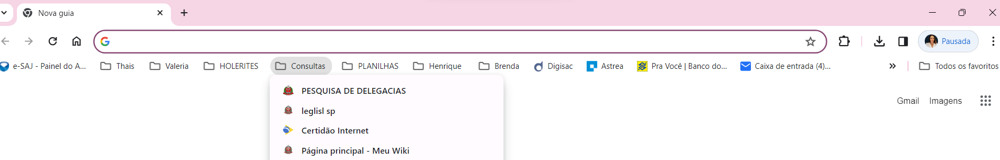 Nova guia
Pausada
e-SAJ - Painel do A... Thais Valeria HOLERITES Consultas PLANILHAS Henrique Brenda Digisac Astrea Pra Você | Banco do... Caixa de entrada (4)... Todos os favoritos
PESQUISA DE DELEGACIAS
Gmail Imagens
leglisl sp
Certidão Internet
Página principal - Meu Wiki